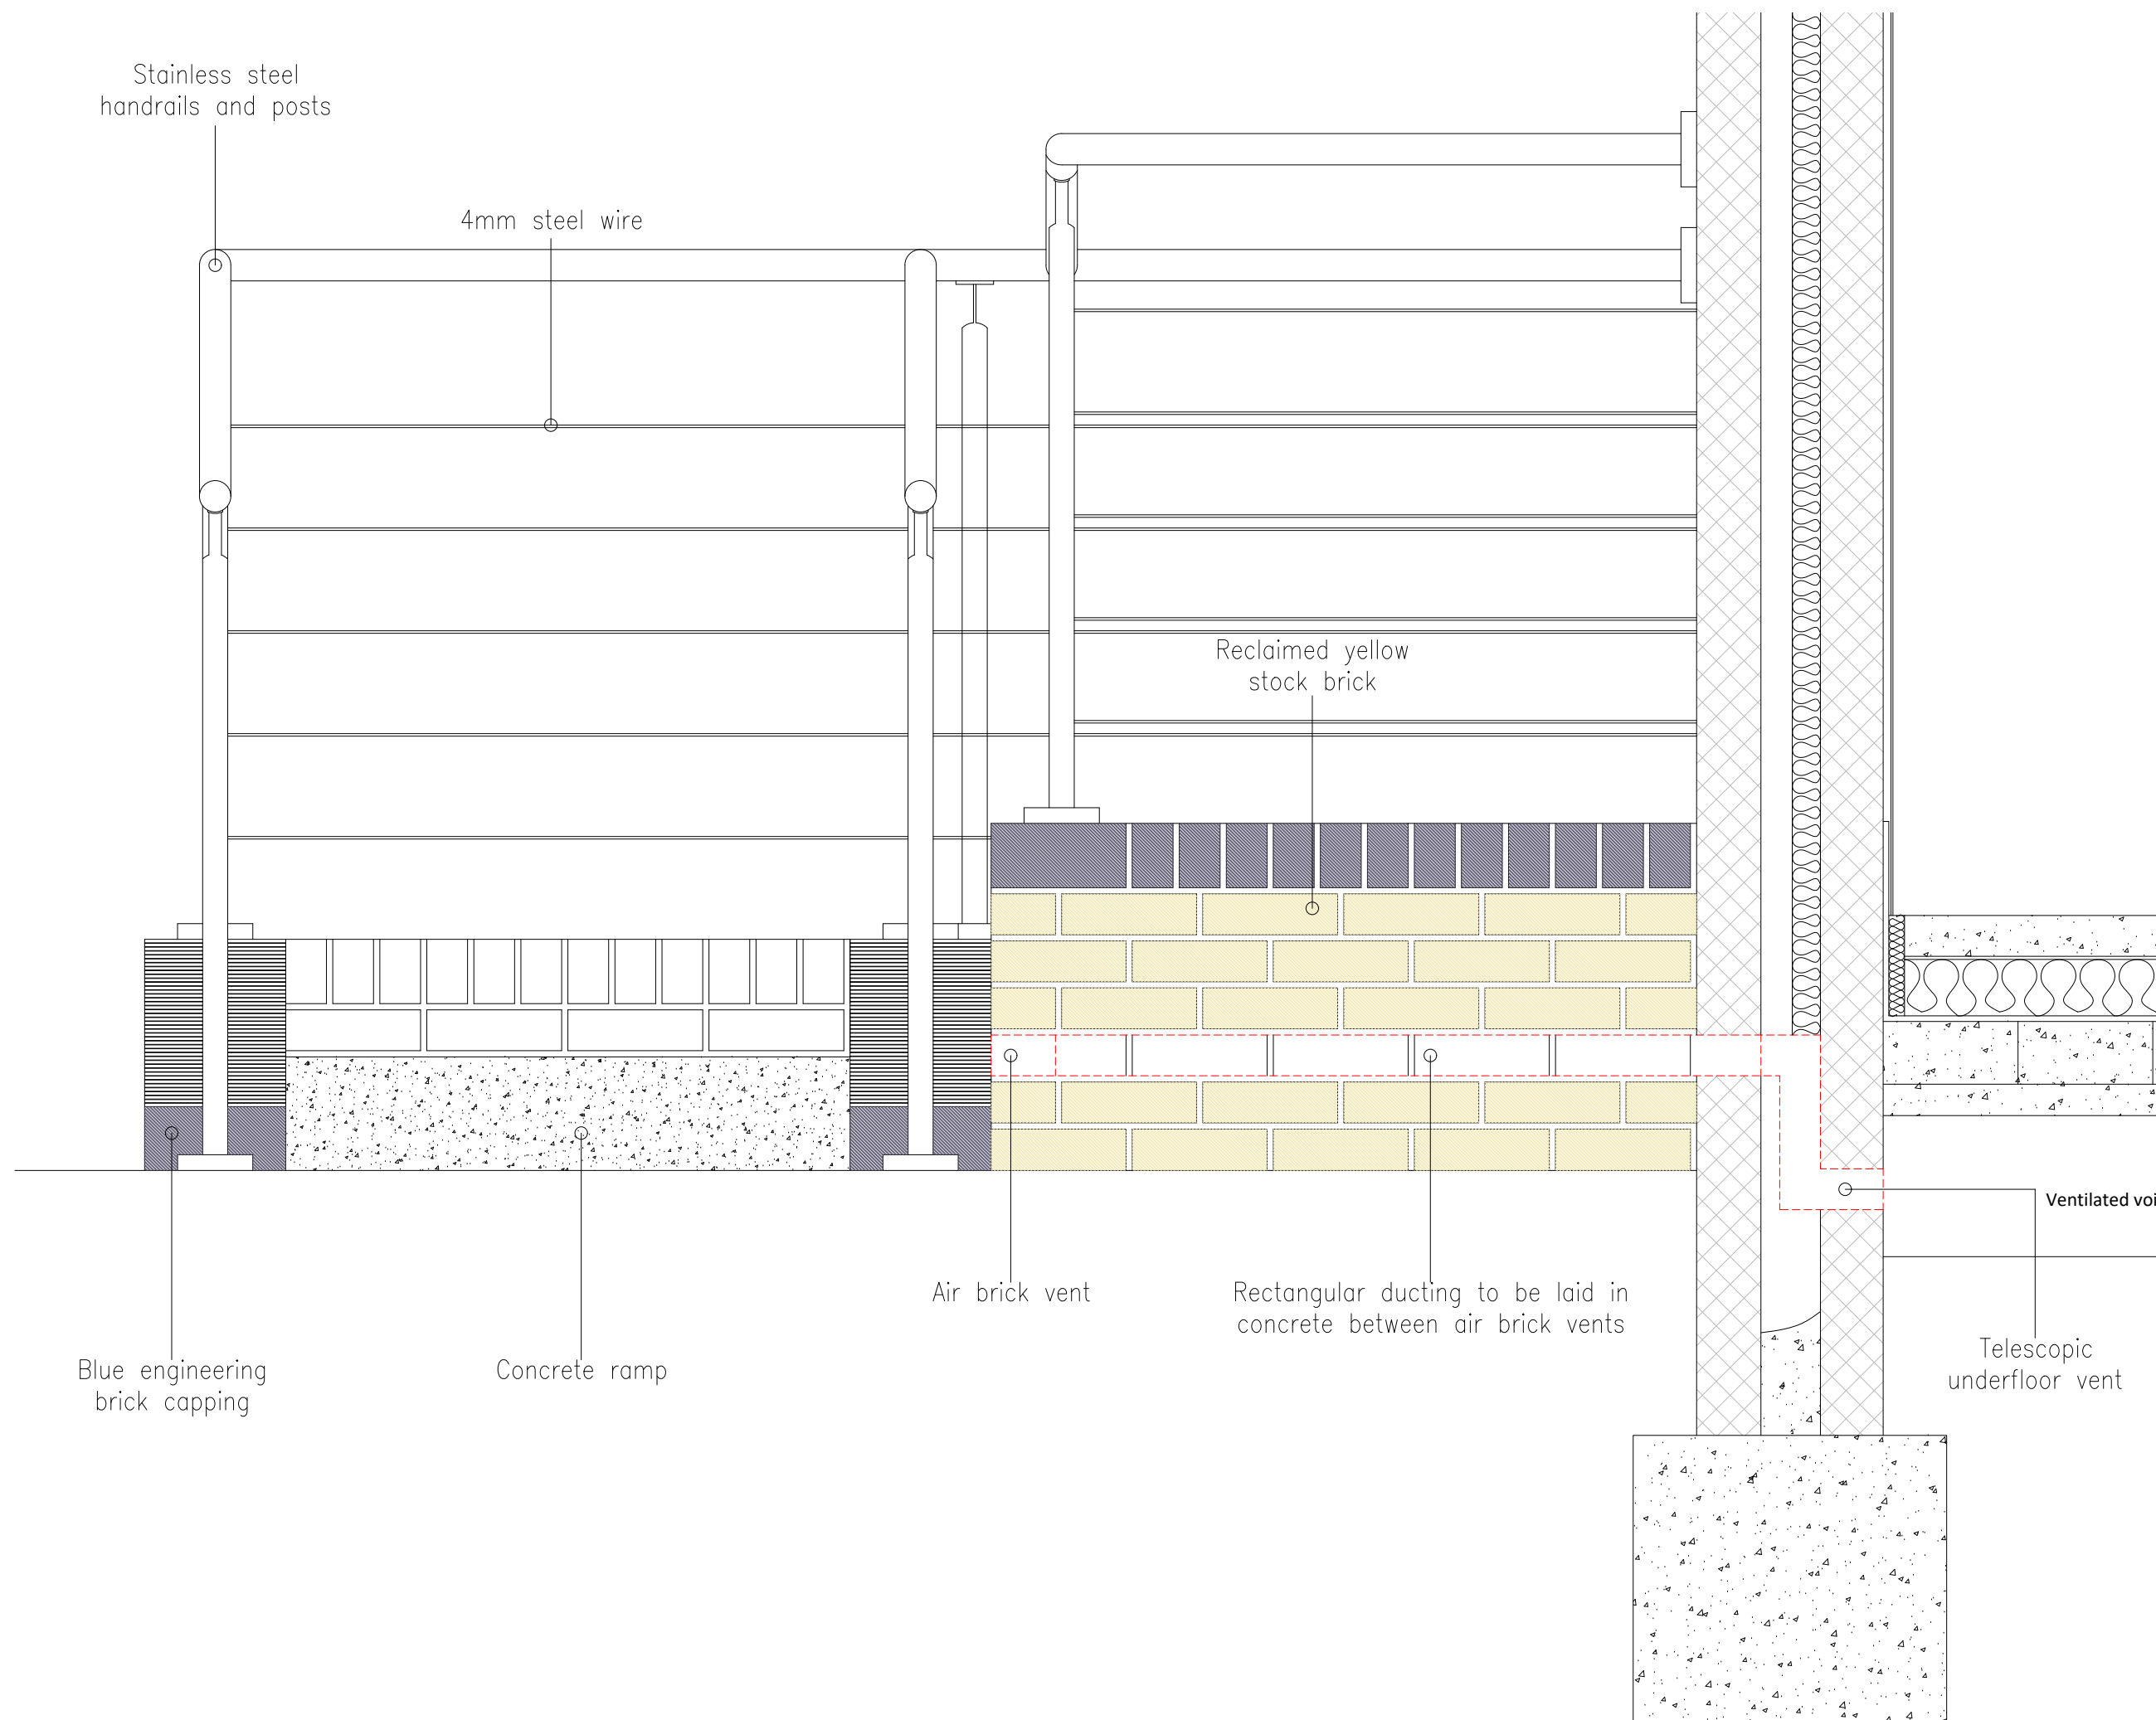 Stainless steel
handrails and posts
4mm steel wire
Reclaimed yellow
stock brick
Ventilated voi
Air brick vent
Rectangular ducting to be laid in
concrete between air brick vents
Telescopic
underfloor vent
Blue engineering
brick capping
Concrete ramp